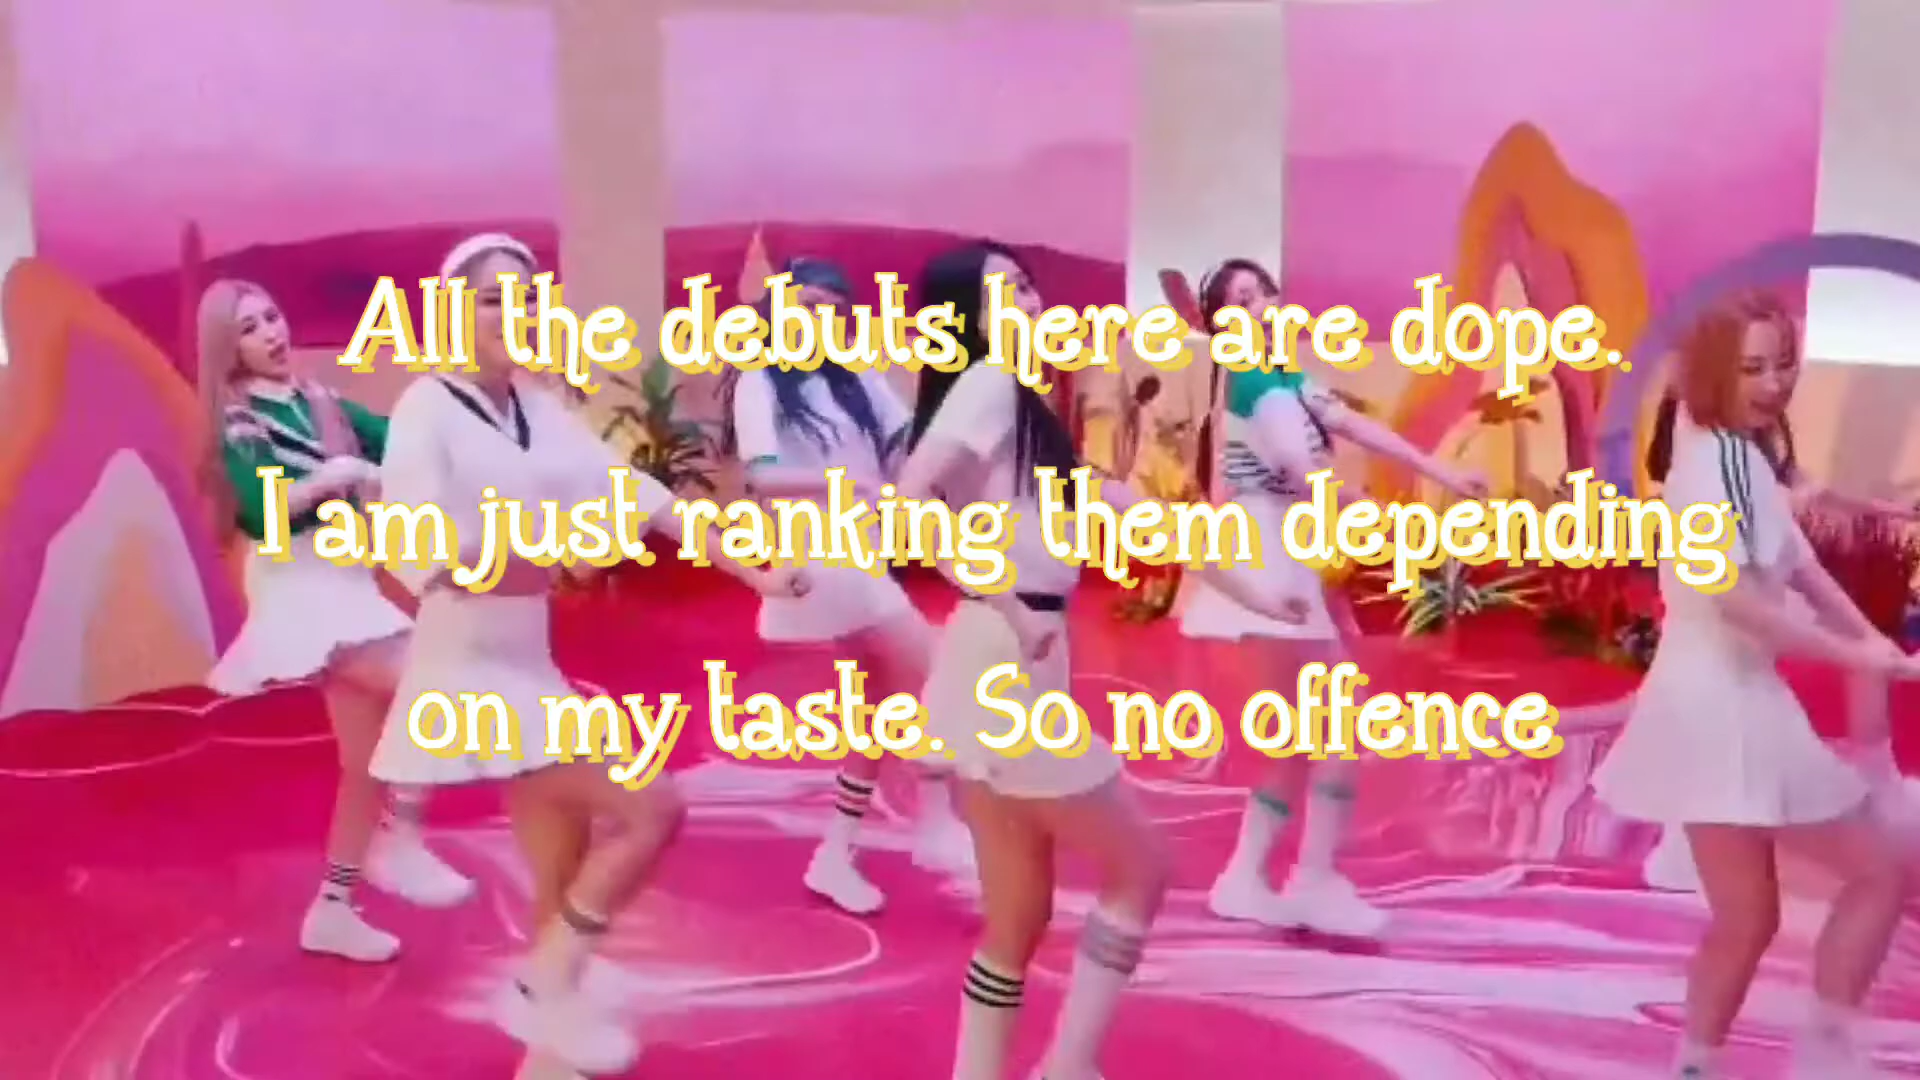 All the debuts here are dope.
I am just ranking them depending
on my taste. So no offence